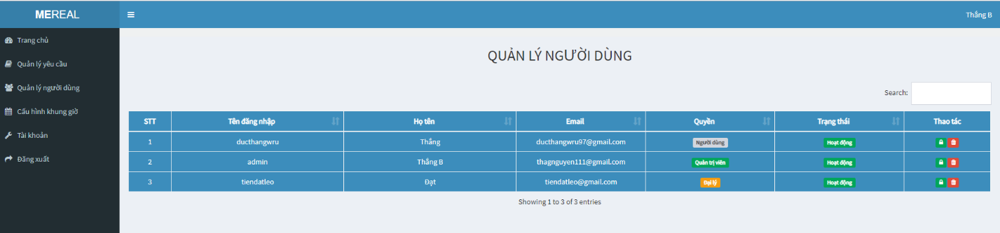 MEREAL
Thắng B
Trang chủ
Quản lý yêu cầu
Quản lý người dùng
Cấu hình khung giờ
Tài khoản
Đăng xuất
QUẢN LÝ NGƯỜI DÙNG
Search:
STT Tên đăng nhập Họ tên Email Quyền Trạng thái Thao tác
1 ducthangwru Thắng ducthangwru97@gmail.com Người dùng Hoạt động
2 admin Thắng B thagnguyen111@gmail.com Quản trị viên Hoạt động
3 tiendatleo Đạt tiendatleo@gmail.com Đại lý Hoạt động
Showing 1 to 3 of 3 entries